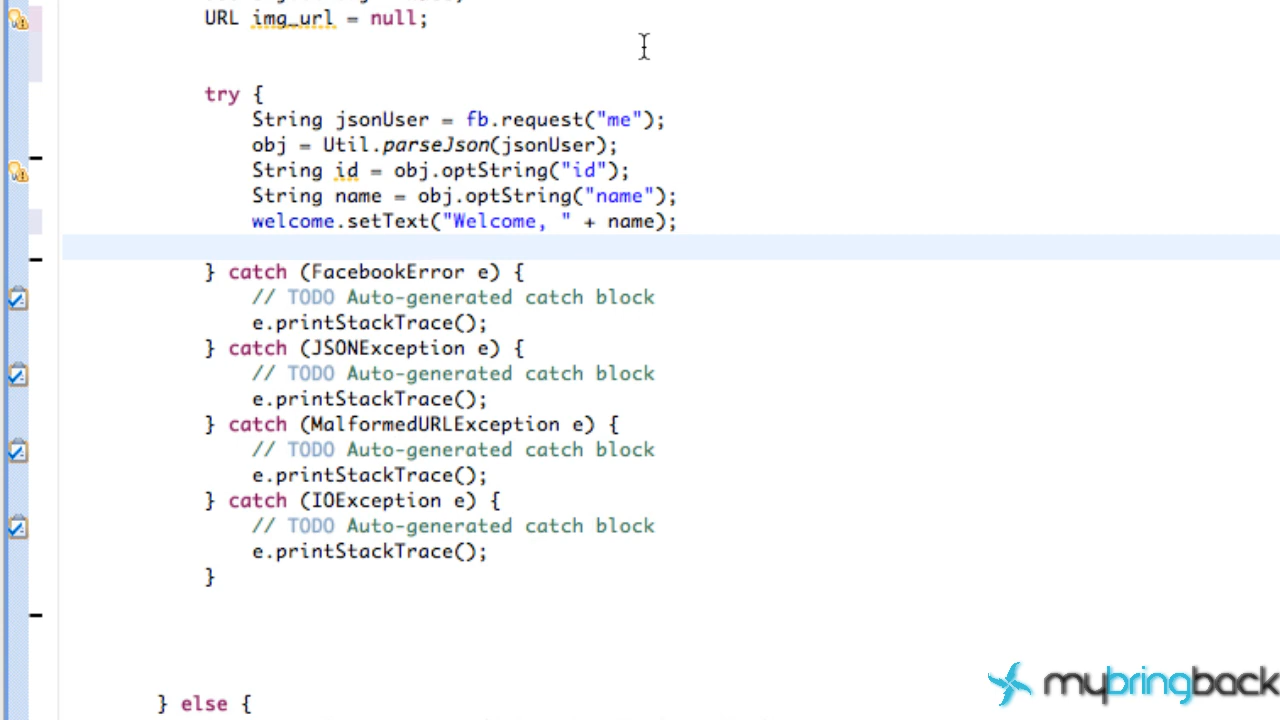 URL img_url = null;
try {
String jsonUser = fb.request("me");
obj = Util.parseJson(jsonUser);
String id = obj.optString("id");
String name = obj.optString("name");
welcome.setText("Welcome, " + name);
} catch (FacebookError e) {
// TODO Auto-generated catch block
e.printStackTrace();
} catch (JSONException e) {
// TODO Auto-generated catch block
e.printStackTrace();
} catch (MalformedURLException e) {
// TODO Auto-generated catch block
e.printStackTrace();
} catch (IOException e) {
// TODO Auto-generated catch block
e.printStackTrace();
}
mybringback
} else {